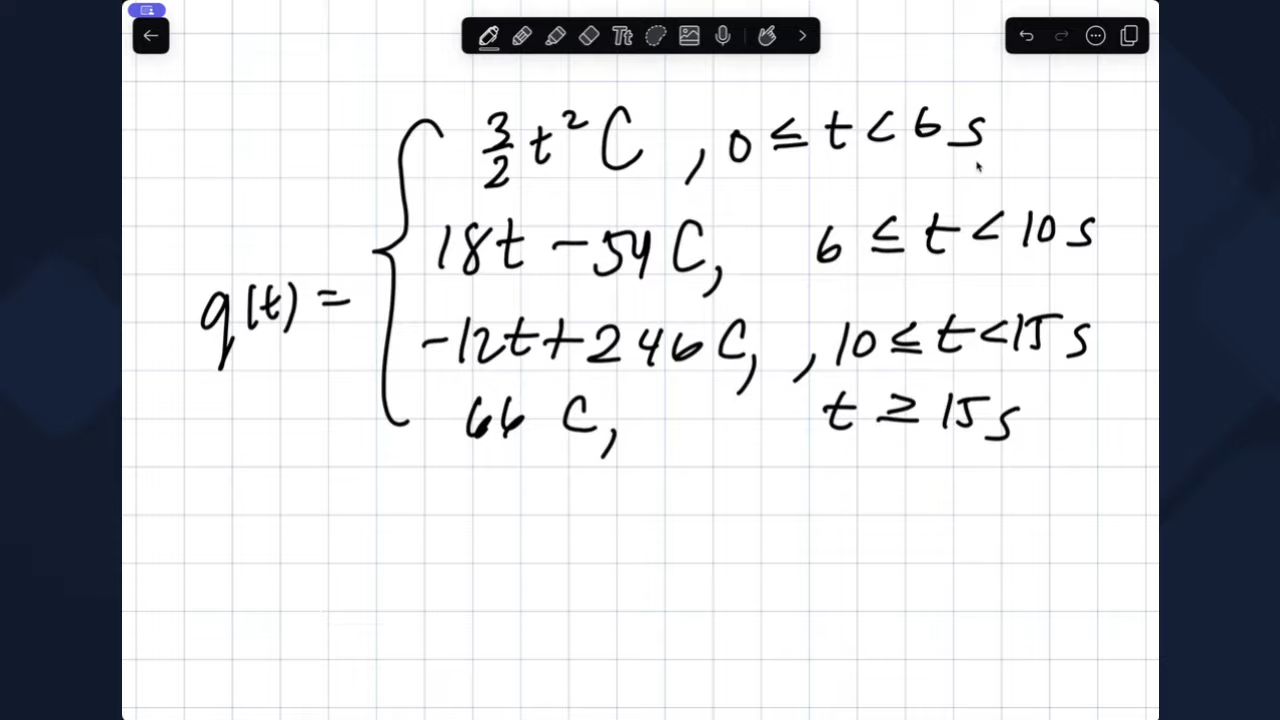 3/2 t² C , 0 ≤ t < 6 s
18t - 54 C, 6 ≤ t < 10 s
q(t) =
-12t + 246 C, , 10 ≤ t < 15 s
66 C, t ≥ 15 s